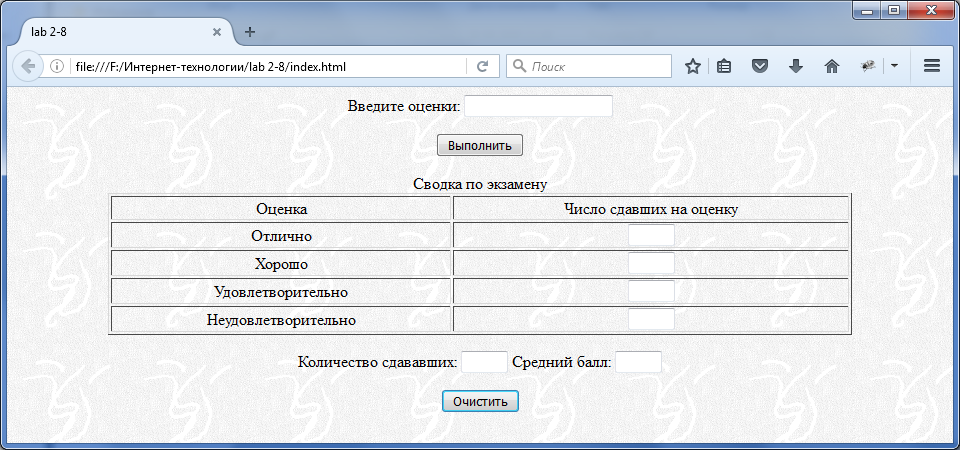 lab 2-8
file:///F:/Интернет-технологии/lab 2-8/index.html
Поиск
Введите оценки:
Выполнить
Сводка по экзамену
Оценка Число сдавших на оценку
Отлично
Хорошо
Удовлетворительно
Неудовлетворительно
Количество сдававших: Средний балл:
Очистить